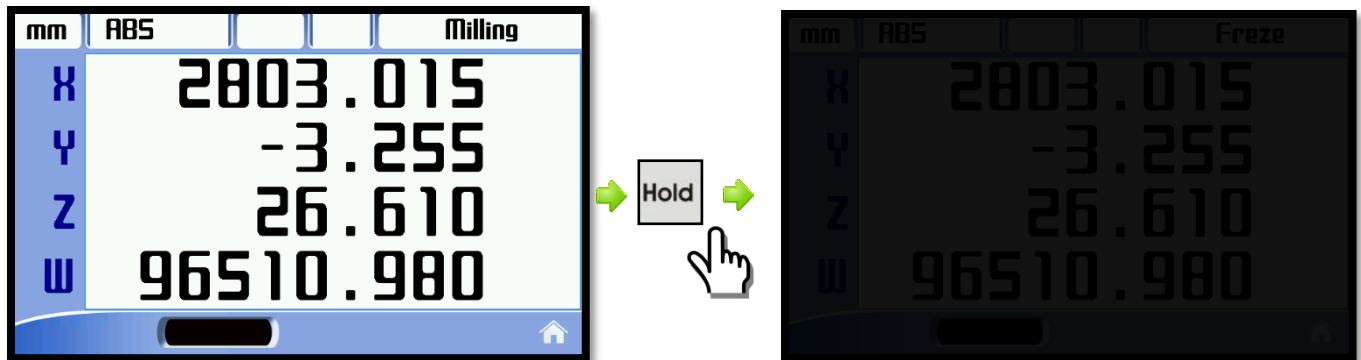 mm ABS Milling
X 2803.015
Y -3.255
Z 26.610
W 96510.980
Hold
mm ABS Freze
X 2803.015
Y -3.255
Z 26.610
W 96510.980